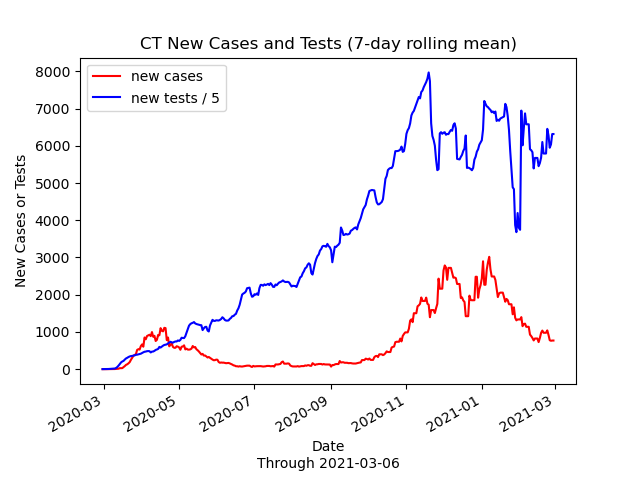 CT New Cases and Tests (7-day rolling mean)
new cases
new tests / 5
New Cases or Tests
8000
7000
6000
5000
4000
3000
2000
1000
0
2020-03
2020-05
2020-07
2020-09
2020-11
2021-01
2021-03
Date
Through 2021-03-06